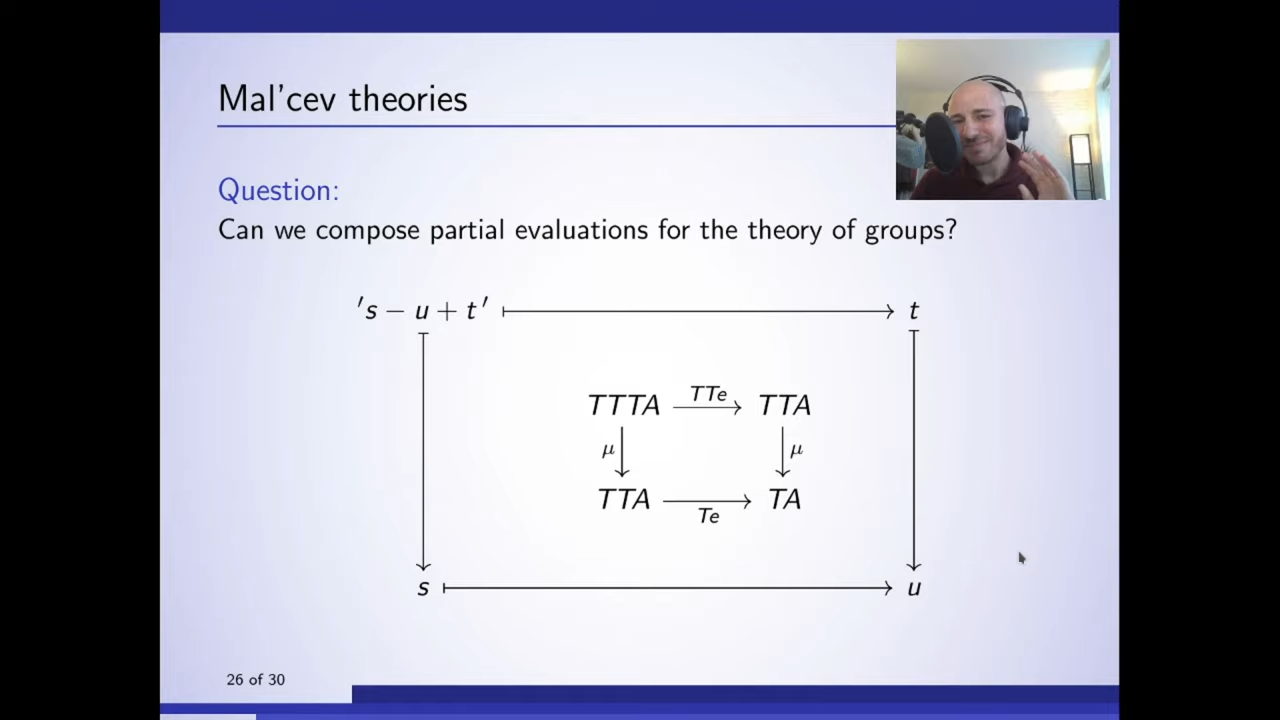 Mal'cev theories
Question:
Can we compose partial evaluations for the theory of groups?
's − u + t' t
TTTA TTe TTA
μ μ
TTA Te TA
s u
26 of 30